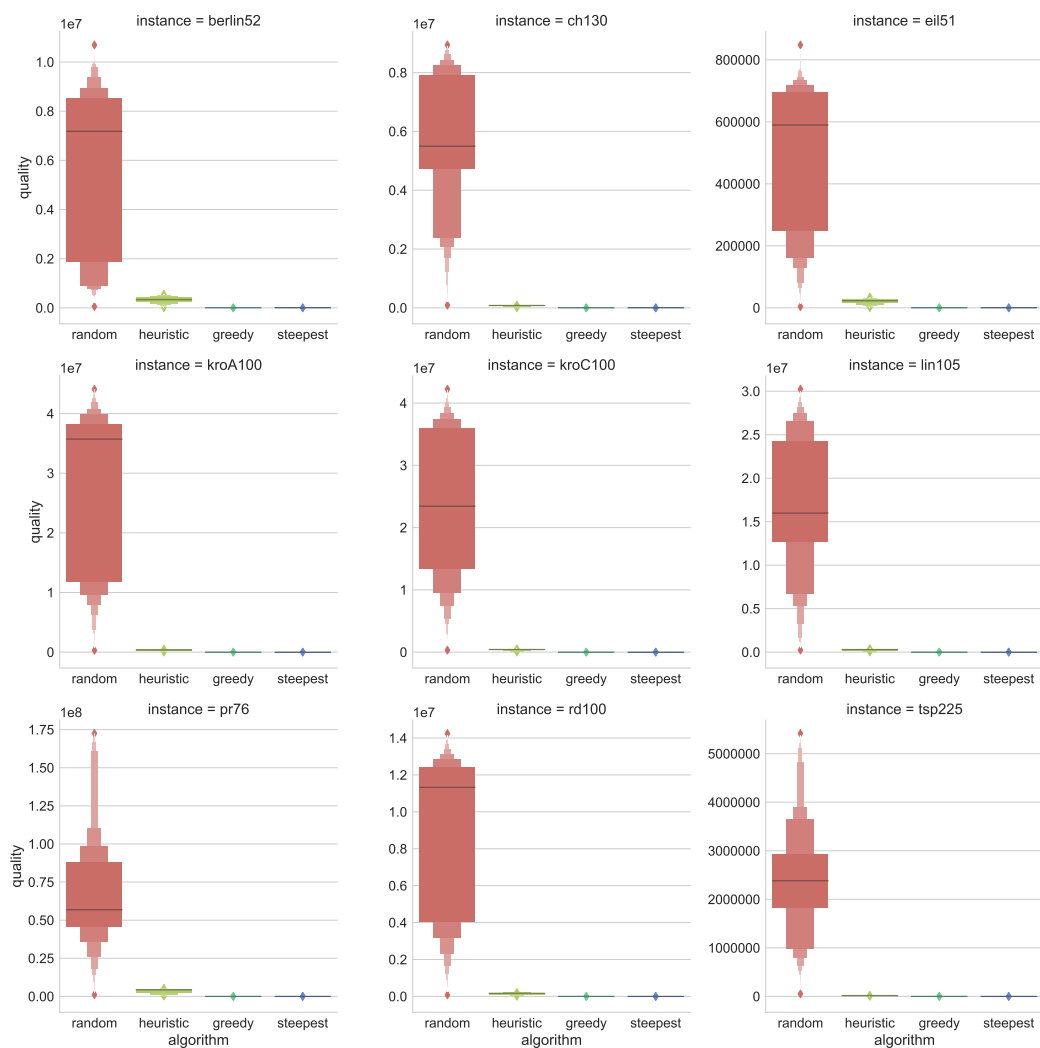 instance = berlin52
1e7
quality
1.0
0.8
0.6
0.4
0.2
0.0
random heuristic greedy steepest
instance = ch130
1e7
0.8
0.6
0.4
0.2
0.0
random heuristic greedy steepest
instance = eil51
800000
600000
400000
200000
0
random heuristic greedy steepest
instance = kroA100
1e7
quality
4
3
2
1
0
random heuristic greedy steepest
instance = kroC100
1e7
4
3
2
1
0
random heuristic greedy steepest
instance = lin105
1e7
3.0
2.5
2.0
1.5
1.0
0.5
0.0
random heuristic greedy steepest
instance = pr76
1e8
quality
1.75
1.50
1.25
1.00
0.75
0.50
0.25
0.00
random heuristic greedy steepest
algorithm
instance = rd100
1e7
1.4
1.2
1.0
0.8
0.6
0.4
0.2
0.0
random heuristic greedy steepest
algorithm
instance = tsp225
5000000
4000000
3000000
2000000
1000000
0
random heuristic greedy steepest
algorithm